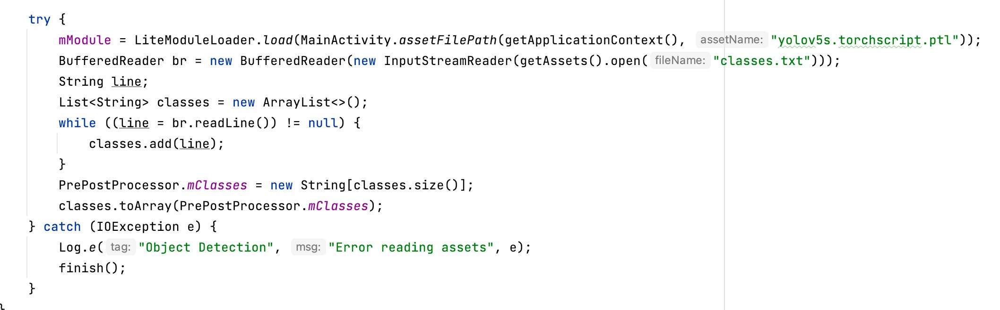 try {
mModule = LiteModuleLoader.load(MainActivity.assetFilePath(getApplicationContext(), assetName: "yolov5s.torchscript.ptl"));
BufferedReader br = new BufferedReader(new InputStreamReader(getAssets().open( fileName: "classes.txt")));
String line;
List<String> classes = new ArrayList<>();
while ((line = br.readLine()) != null) {
classes.add(line);
}
PrePostProcessor.mClasses = new String[classes.size()];
classes.toArray(PrePostProcessor.mClasses);
} catch (IOException e) {
Log.e( tag: "Object Detection", msg: "Error reading assets", e);
finish();
}
}